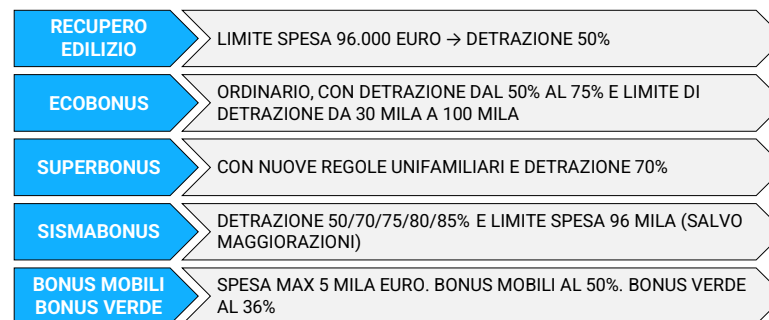 RECUPERO
EDILIZIO
LIMITE SPESA 96.000 EURO → DETRAZIONE 50%
ECOBONUS
ORDINARIO, CON DETRAZIONE DAL 50% AL 75% E LIMITE DI
DETRAZIONE DA 30 MILA A 100 MILA
SUPERBONUS
CON NUOVE REGOLE UNIFAMILIARI E DETRAZIONE 70%
SISMABONUS
DETRAZIONE 50/70/75/80/85% E LIMITE SPESA 96 MILA (SALVO
MAGGIORAZIONI)
BONUS MOBILI
BONUS VERDE
SPESA MAX 5 MILA EURO. BONUS MOBILI AL 50%. BONUS VERDE
AL 36%